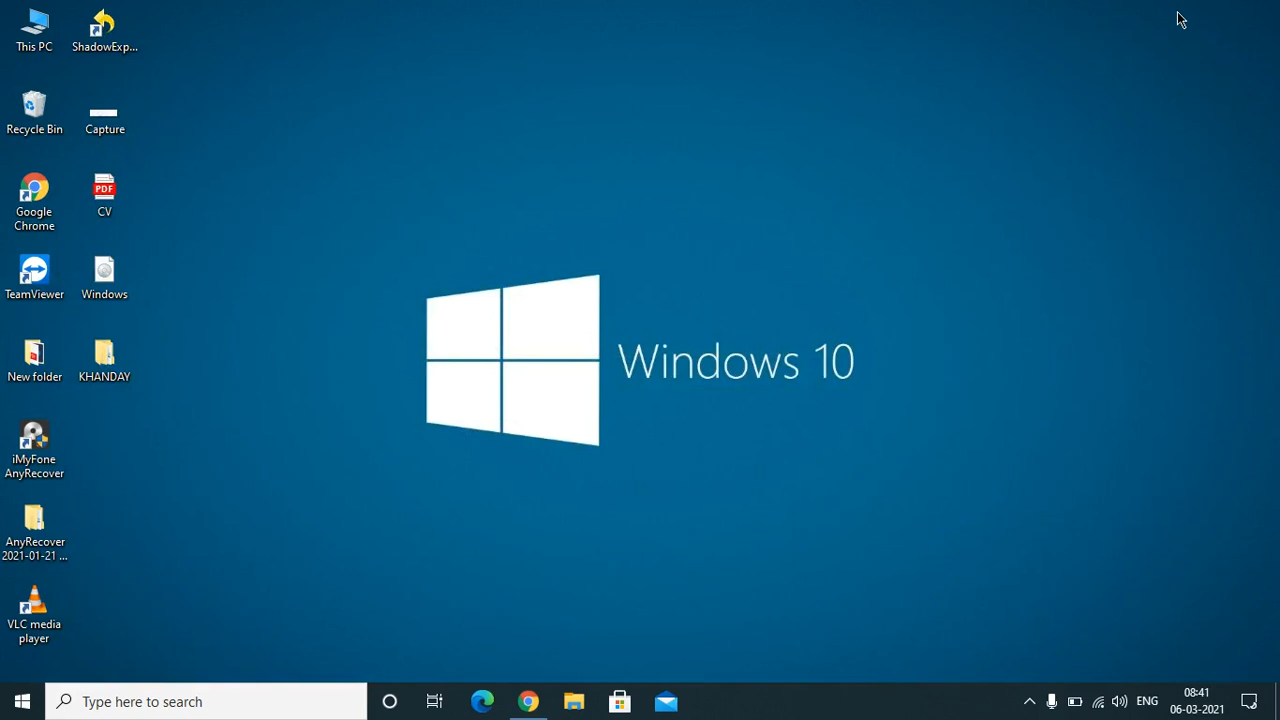 This PC
ShadowExp...
Recycle Bin
Capture
Google
Chrome
PDF
CV
TeamViewer
Windows
New folder
KHANDAY
iMyFone
AnyRecover
AnyRecover
2021-01-21 ...
VLC media
player
Windows 10
Type here to search
ENG
08:41
06-03-2021